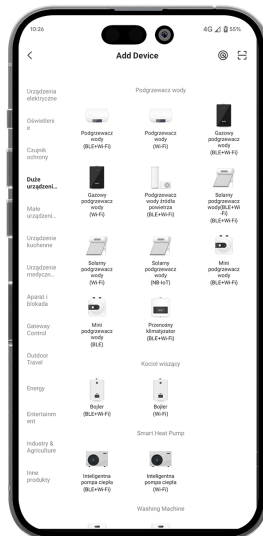 10:26
4G 55%
Add Device
Urządzenia
elektryczne
Oświetleni
e
Czujnik
ochrony
Duże
urządzeni...
Małe
urządzeni...
Urządzenie
kuchenne
Urządzenie
medyczn...
Aparat i
blokada
Gateway
Control
Outdoor
Travel
Energy
Entertainm
ent
Industry &
Agriculture
Inne
produkty
Podgrzewacz wody
Podgrzewacz
wody
(BLE+Wi-Fi)
Podgrzewacz
wody
(Wi-Fi)
Gazowy
podgrzewacz
wody
(BLE+Wi-Fi)
Gazowy
podgrzewacz
wody
(Wi-Fi)
Podgrzewacz
wody źródła
powietrza
(BLE+Wi-Fi)
Solarny
podgrzewacz
wody(BLE+Wi
-Fi)
(BLE+Wi-Fi)
Solarny
podgrzewacz
wody
(Wi-Fi)
Solarny
podgrzewacz
wody
(NB-IoT)
Mini
podgrzewacz
wody
(BLE+Wi-Fi)
Mini
podgrzewacz
wody
(BLE)
Przenośny
klimatyzator
(BLE+Wi-Fi)
Kocioł wiszący
Bojler
(BLE+Wi-Fi)
Bojler
(Wi-Fi)
Smart Heat Pump
Inteligentna
pompa ciepła
(BLE+Wi-Fi)
Inteligentna
pompa ciepła
(Wi-Fi)
Washing Machine